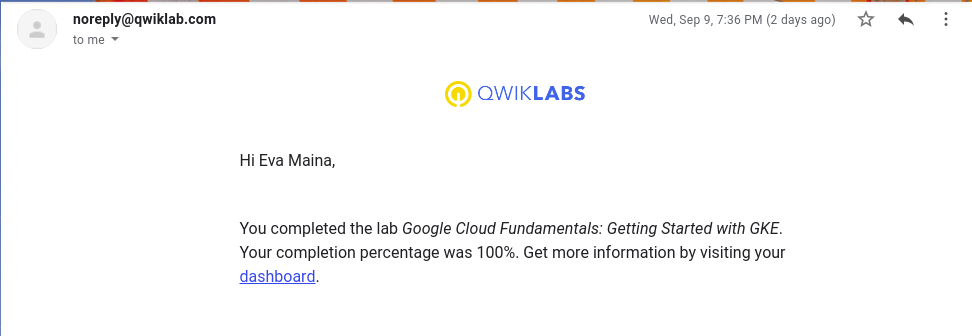 noreply@qwiklab.com
Wed, Sep 9, 7:36 PM (2 days ago)
to me
QWIKLABS
Hi Eva Maina,
You completed the lab Google Cloud Fundamentals: Getting Started with GKE.
Your completion percentage was 100%. Get more information by visiting your
dashboard.